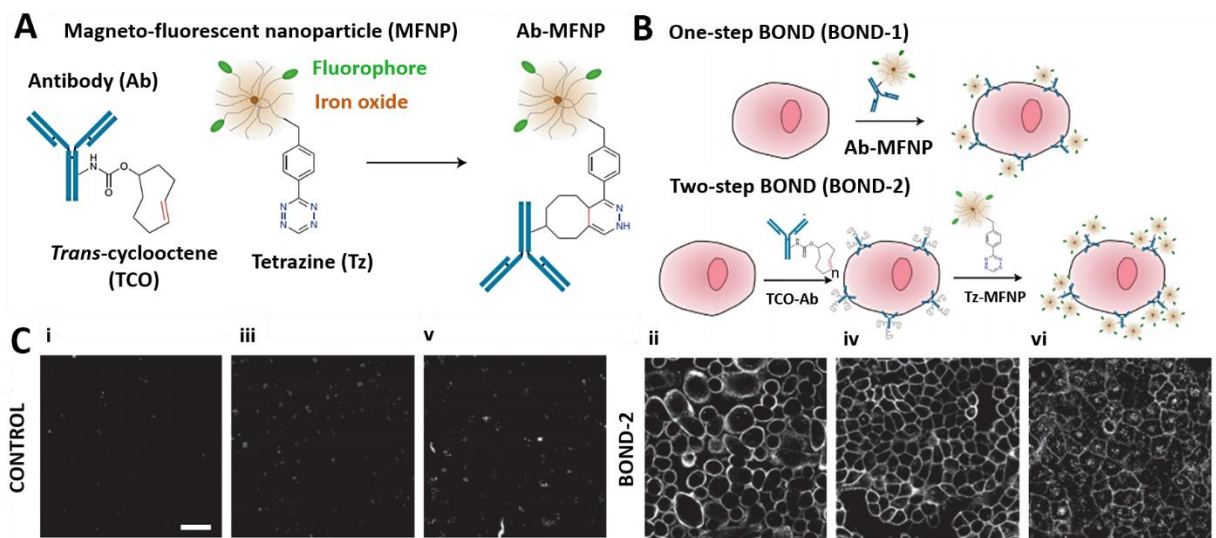 A
Magneto-fluorescent nanoparticle (MFNP)
Ab-MFNP
Antibody (Ab)
Fluorophore
Iron oxide
H
N
O
O
N
N
N
N
N
NH
Trans-cyclooctene
(TCO)
Tetrazine (Tz)
B
One-step BOND (BOND-1)
Ab-MFNP
Two-step BOND (BOND-2)
n
TCO-Ab
Tz-MFNP
C
i
iii
v
ii
iv
vi
CONTROL
BOND-2